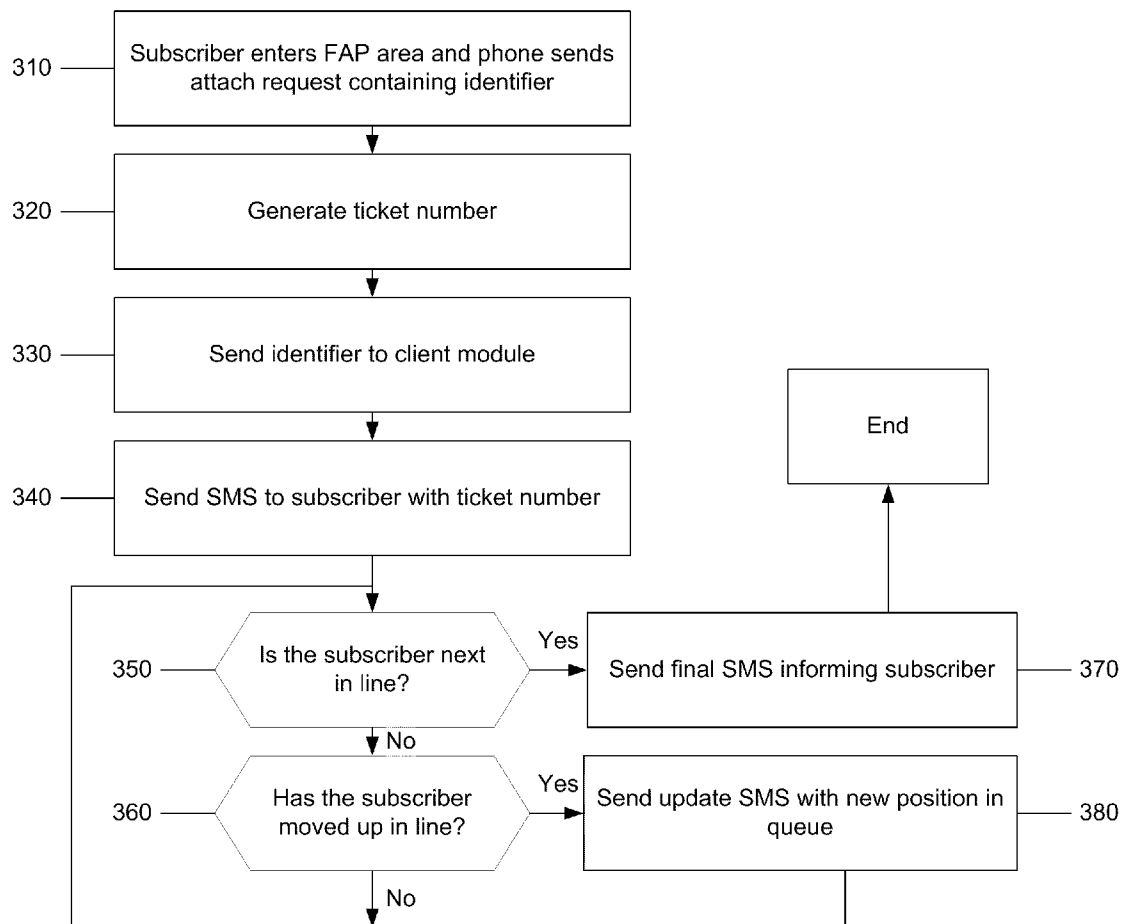 310
Subscriber enters FAP area and phone sends
attach request containing identifier
320
Generate ticket number
330
Send identifier to client module
End
340
Send SMS to subscriber with ticket number
350
Is the subscriber next
in line?
Yes
Send final SMS informing subscriber
370
No
360
Has the subscriber
moved up in line?
Yes
Send update SMS with new position in
queue
380
No